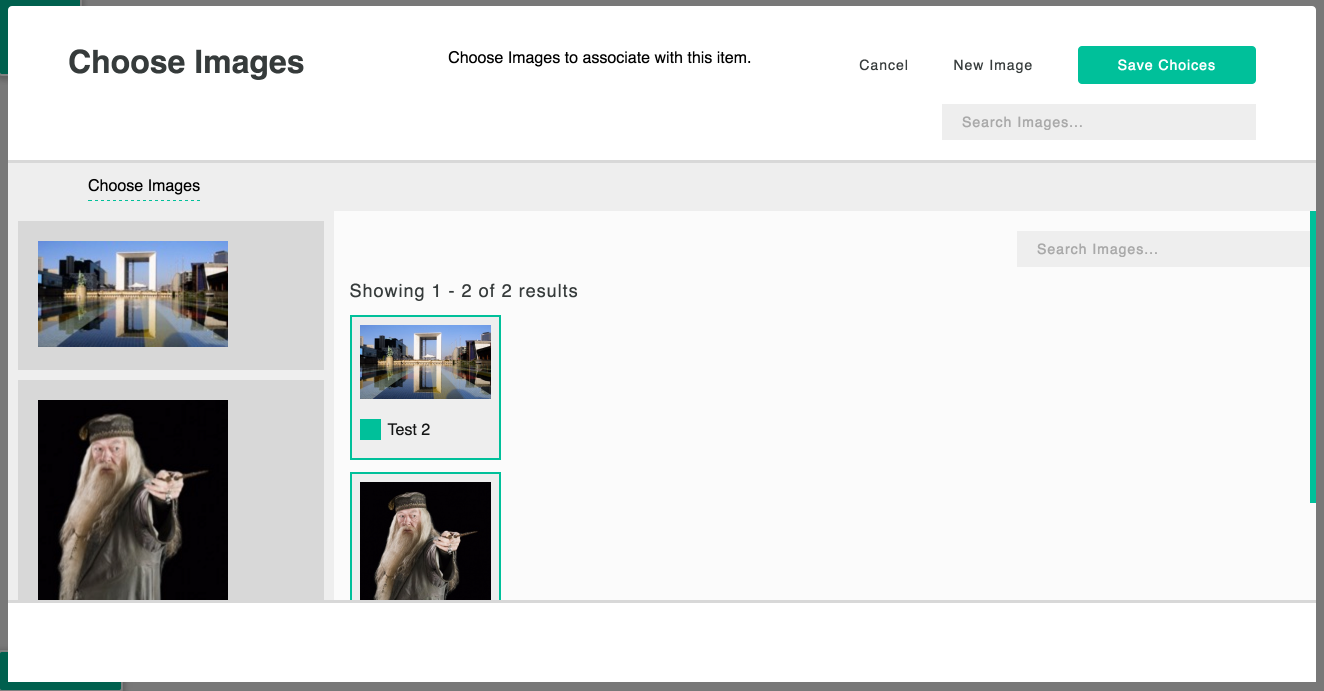 Choose Images
Choose Images to associate with this item.
Cancel
New Image
Save Choices
Search Images...
Choose Images
Search Images...
Showing 1 - 2 of 2 results
Test 2